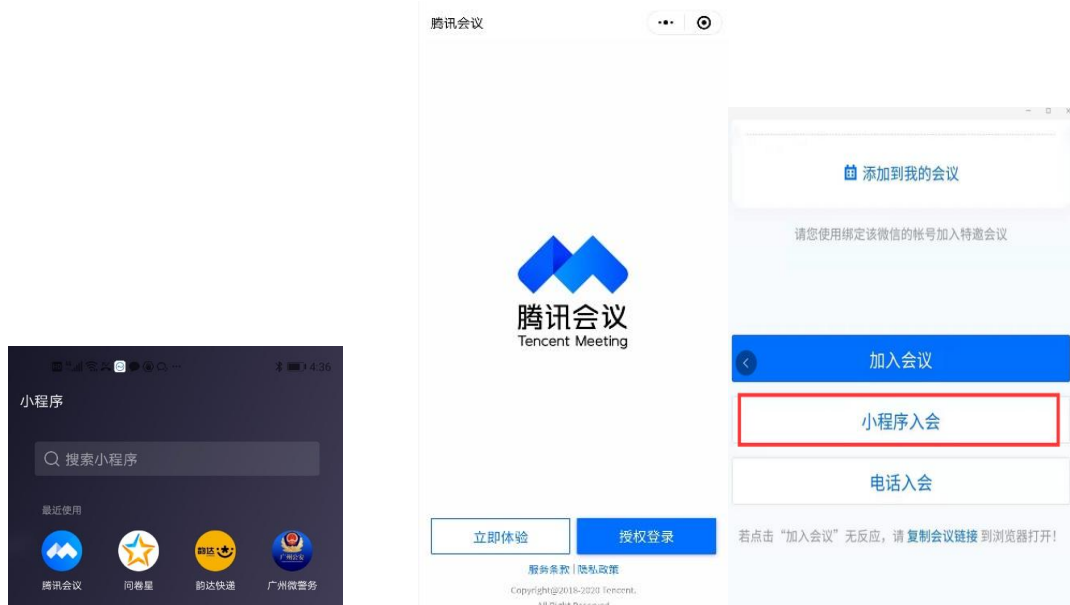 4:36
小程序
搜索小程序
最近使用
腾讯会议
问卷星
韵达快递
广州微警务
腾讯会议
腾讯会议
Tencent Meeting
立即体验
授权登录
服务条款 | 隐私政策
Copyright@2018-2020 Tencent.
All Right Reserved
添加到我的会议
请您使用绑定该微信的帐号加入特邀会议
加入会议
小程序入会
电话入会
若点击“加入会议”无反应，请 复制会议链接 到浏览器打开!